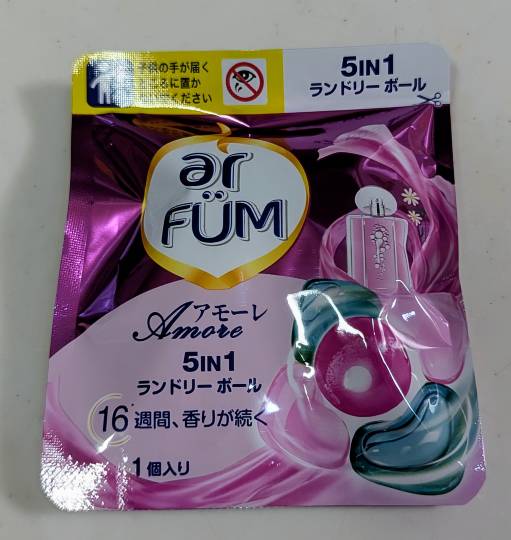 子供の手が届く
ろに置か
ください
5IN1
ランドリー ボール
ar
FÜM
アモーレ
Amore
5IN1
ランドリー ボール
16週間、香りが続く
1個入り